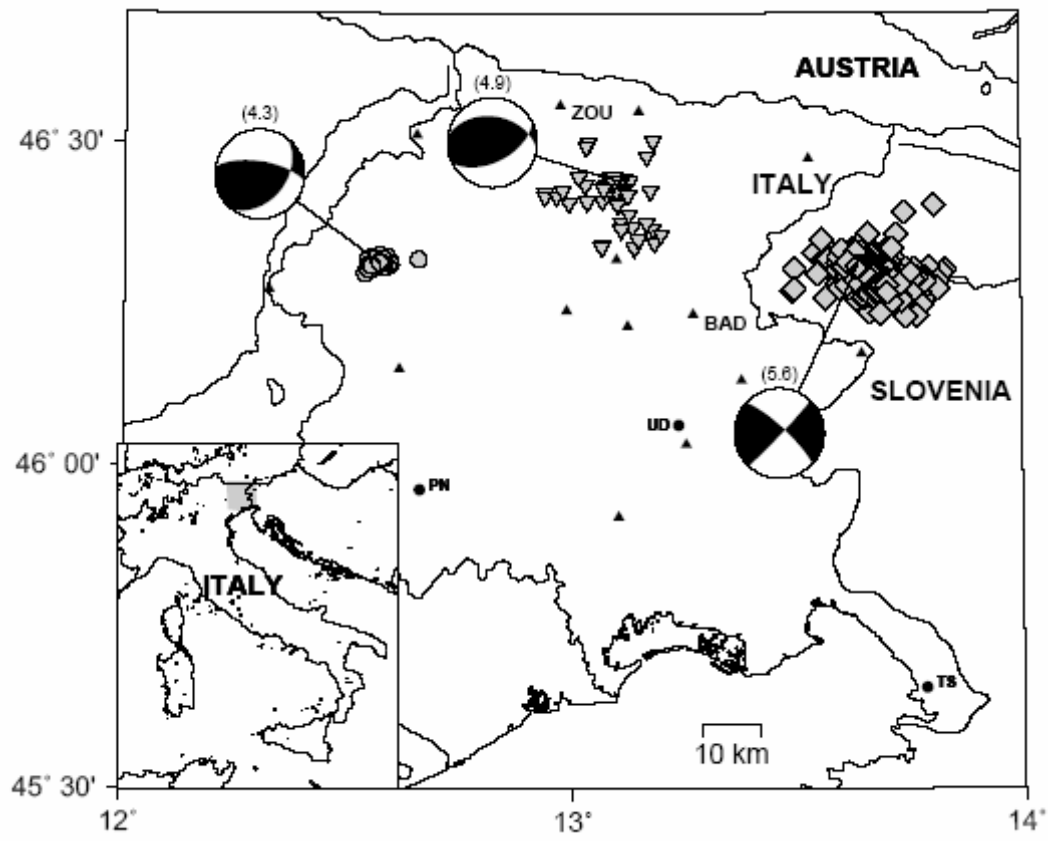 AUSTRIA
(4.9)
(4.3)
ZOU
46° 30'
ITALY
BAD
(5.6)
SLOVENIA
UD
46° 00'
PN
ITALY
TS
10 km
45° 30'
12°
13°
14°